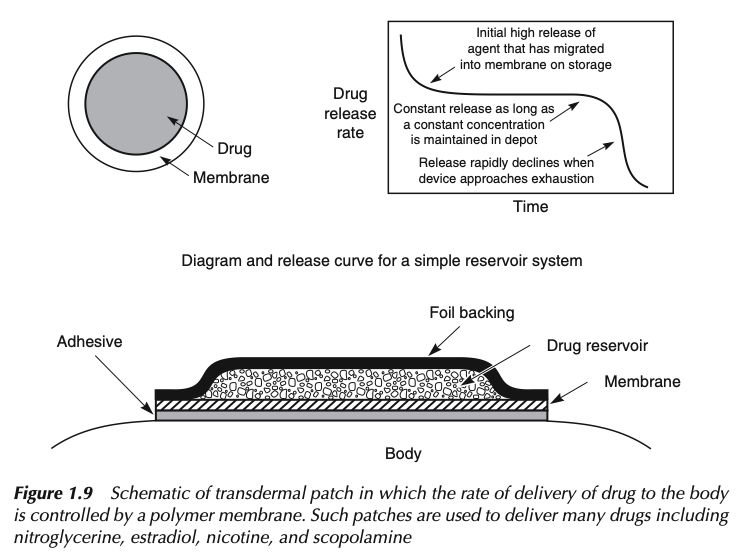 Initial high release of
agent that has migrated
into membrane on storage
Drug
release
rate
Constant release as long as
a constant concentration
is maintained in depot
Release rapidly declines when
device approaches exhaustion
Time
Drug
Membrane
Diagram and release curve for a simple reservoir system
Foil backing
Adhesive
Drug reservoir
Membrane
Body
Figure 1.9 Schematic of transdermal patch in which the rate of delivery of drug to the body
is controlled by a polymer membrane. Such patches are used to deliver many drugs including
nitroglycerine, estradiol, nicotine, and scopolamine